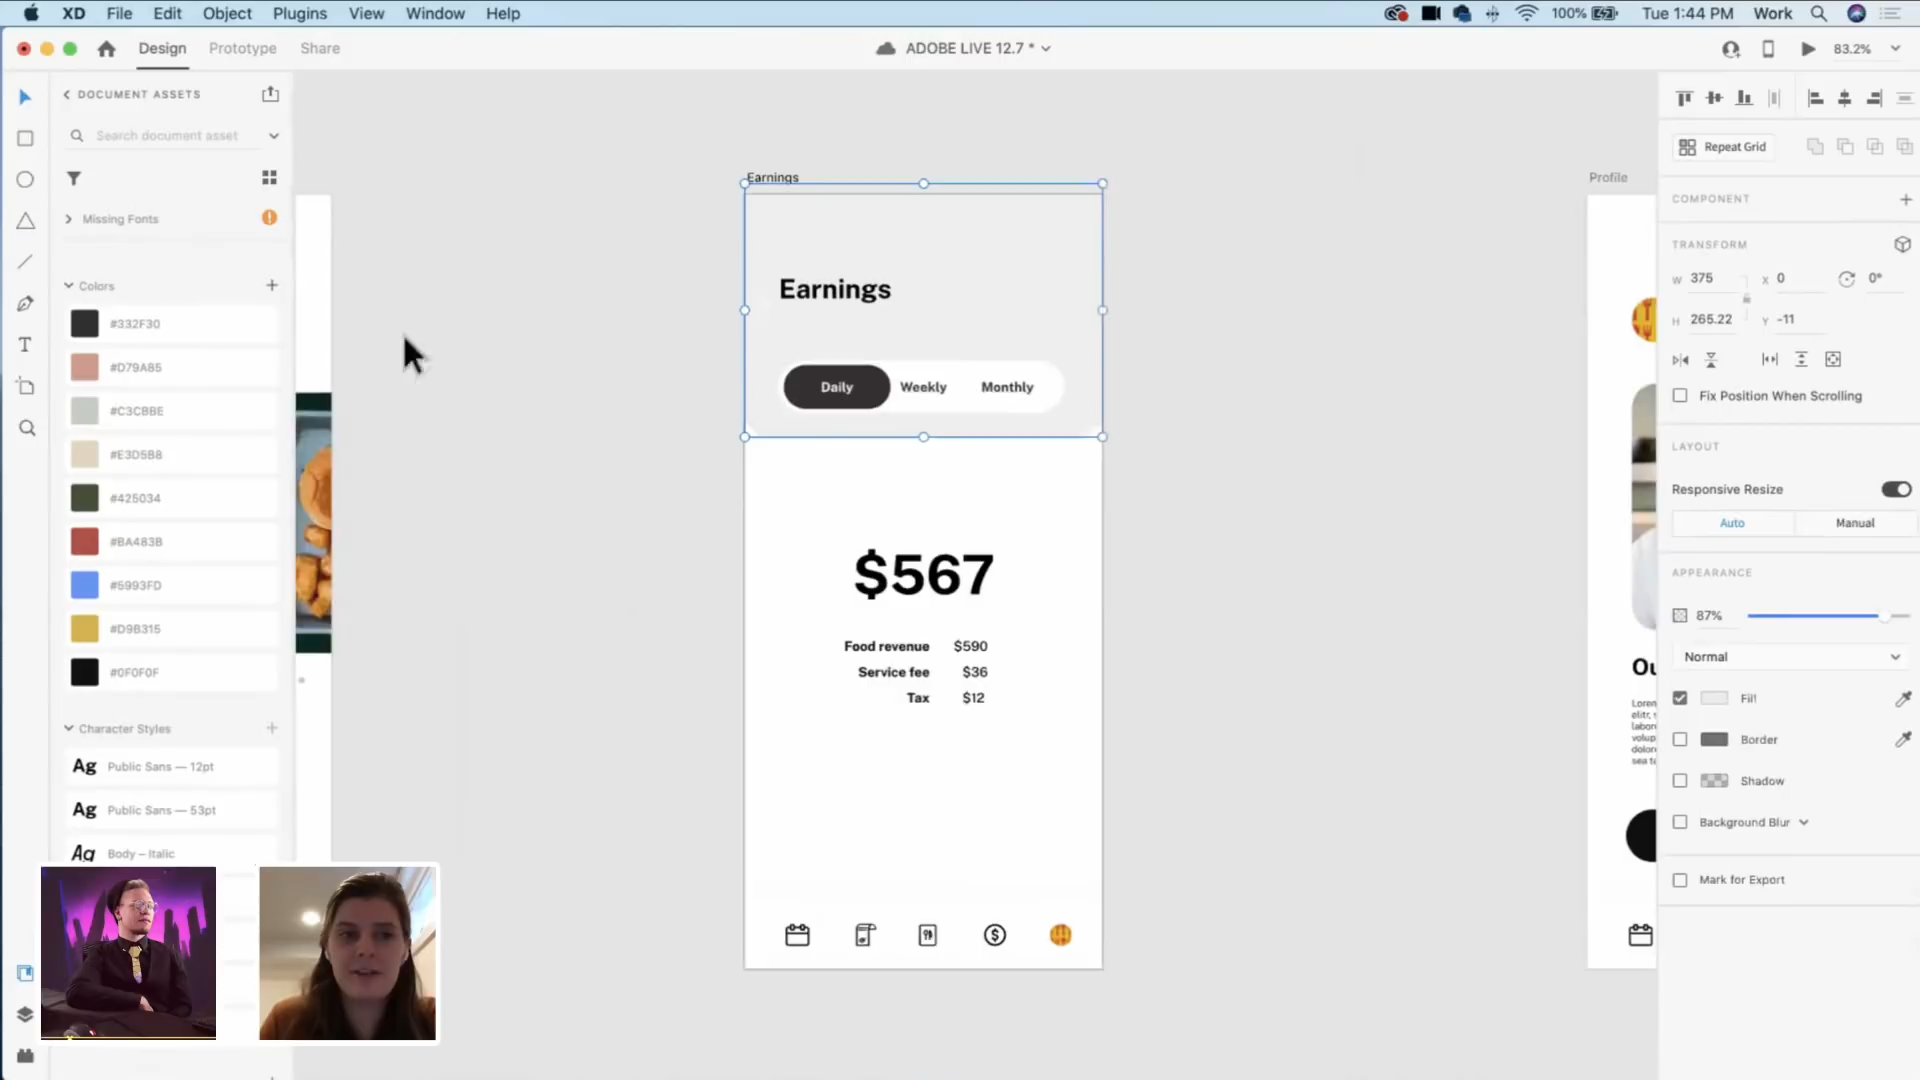 XD File Edit Object Plugins View Window Help 100% Tue 1:44 PM Work
Design Prototype Share ADOBE LIVE 12.7 * 83.2%
DOCUMENT ASSETS
Search document asset
Missing Fonts
Colors
#332F30
#D79A85
#C3CBBE
#E3D5B8
#425034
#BA483B
#5993FD
#D9B315
#0F0F0F
Character Styles
Ag Public Sans — 12pt
Ag Public Sans — 53pt
Ag Body – Italic
Earnings
Earnings
Daily Weekly Monthly
$567
Food revenue $590
Service fee $36
Tax $12
Profile
Ou
Lorem
elitr, s
labor
volup
dolor
sea ta
Repeat Grid
COMPONENT
TRANSFORM
W 375 X 0 0°
H 265.22 Y -11
Fix Position When Scrolling
LAYOUT
Responsive Resize
Auto Manual
APPEARANCE
87%
Normal
Fill
Border
Shadow
Background Blur
Mark for Export